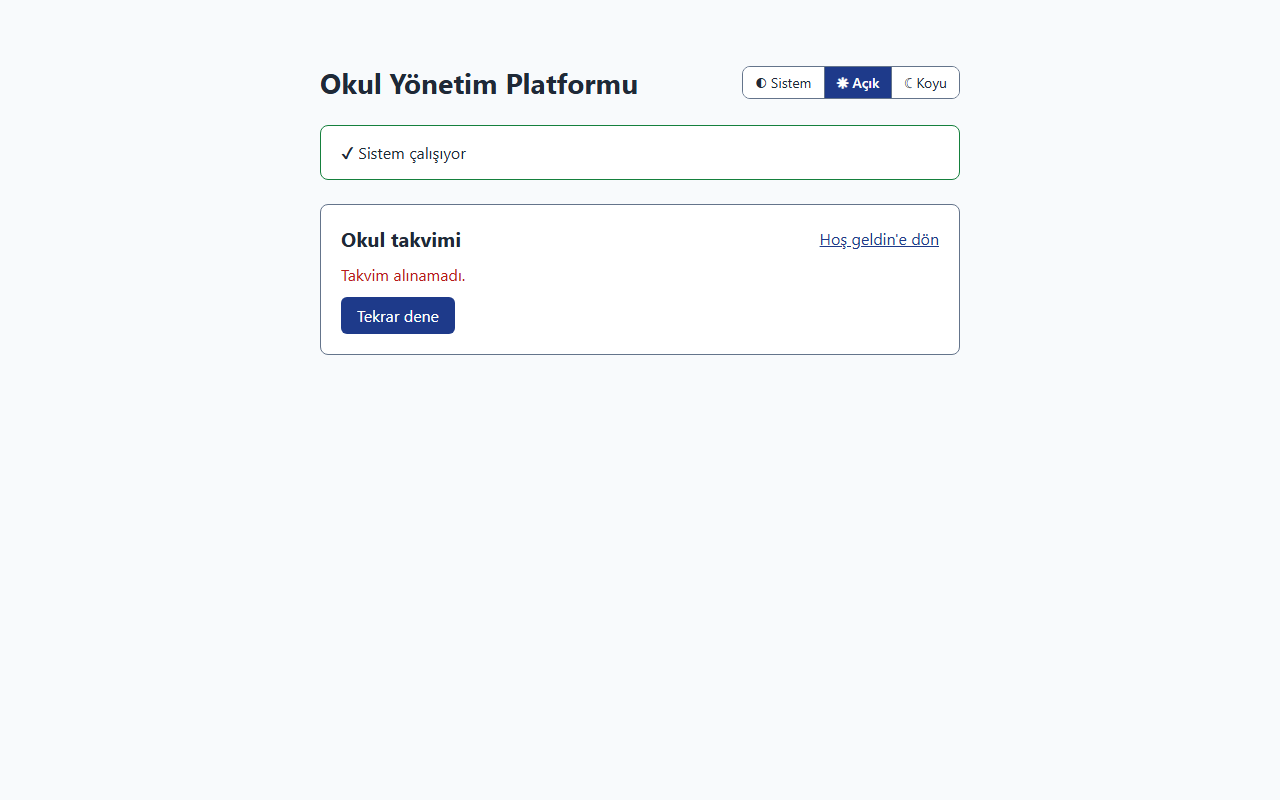 Okul Yönetim Platformu
◐ Sistem ❋ Açık ☾ Koyu
✓ Sistem çalışıyor
Okul takvimi
Hoş geldin'e dön
Takvim alınamadı.
Tekrar dene